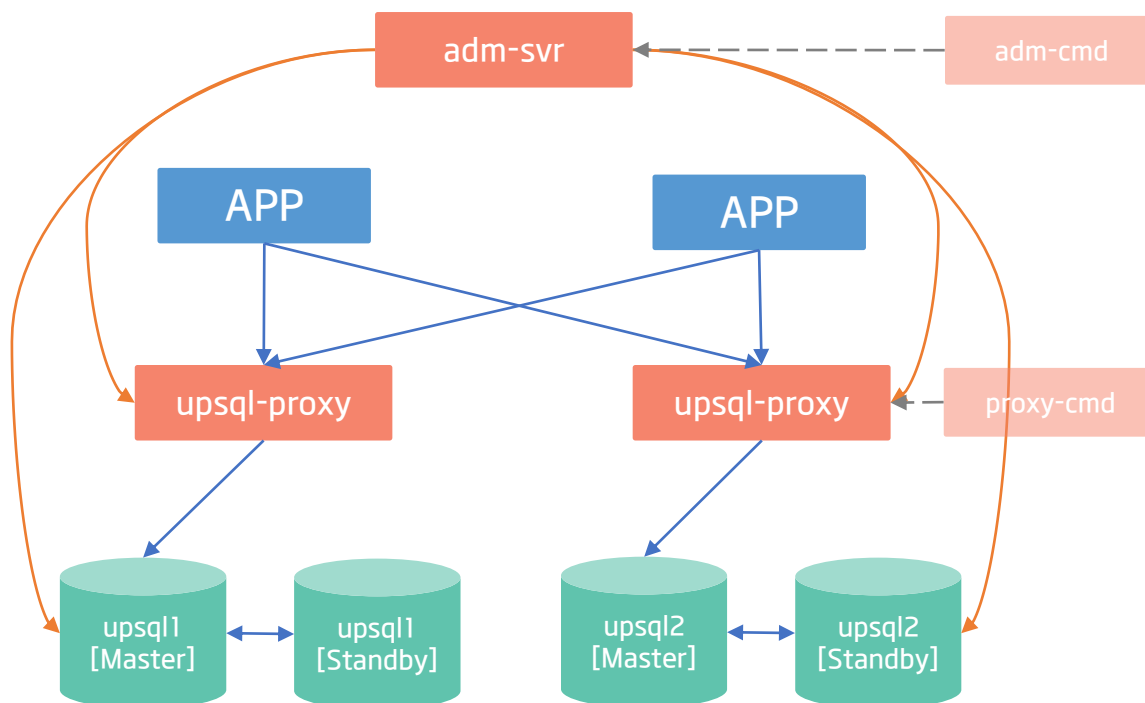 adm-svr
adm-cmd
APP
APP
upsql-proxy
upsql-proxy
proxy-cmd
upsql1
[Master]
upsql1
[Standby]
upsql2
[Master]
upsql2
[Standby]